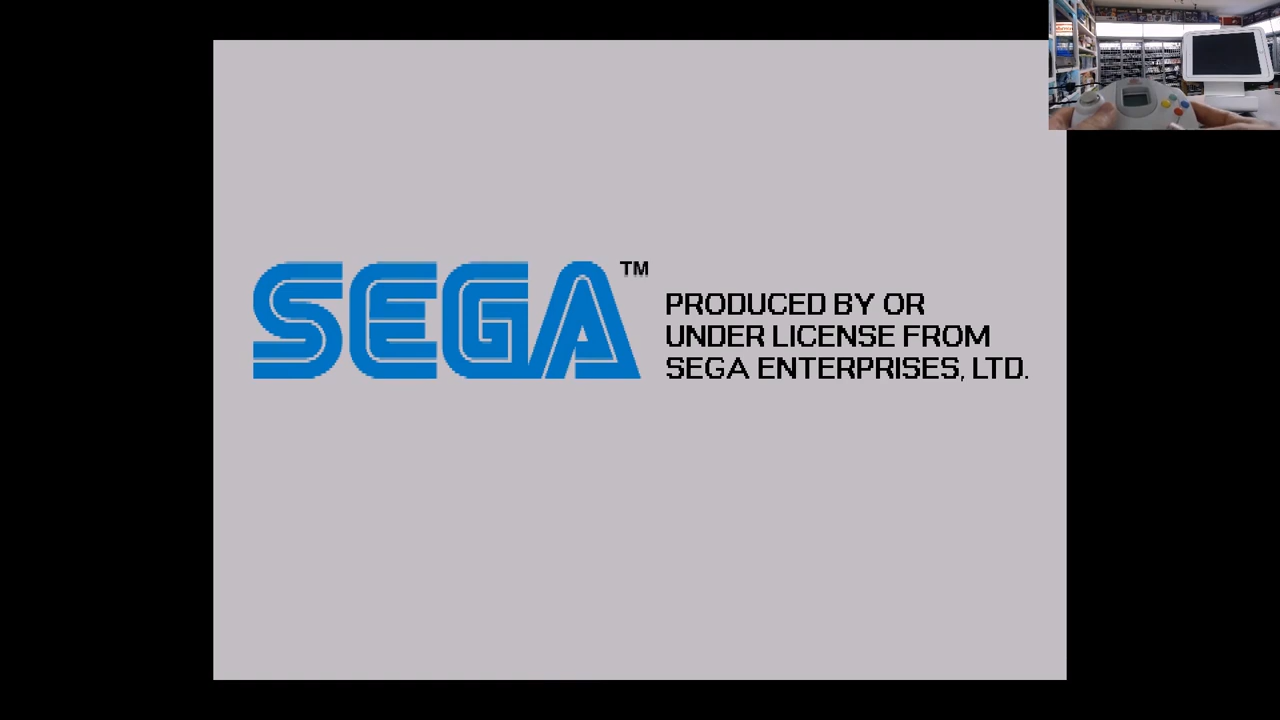 SEGA™
PRODUCED BY OR
UNDER LICENSE FROM
SEGA ENTERPRISES, LTD.